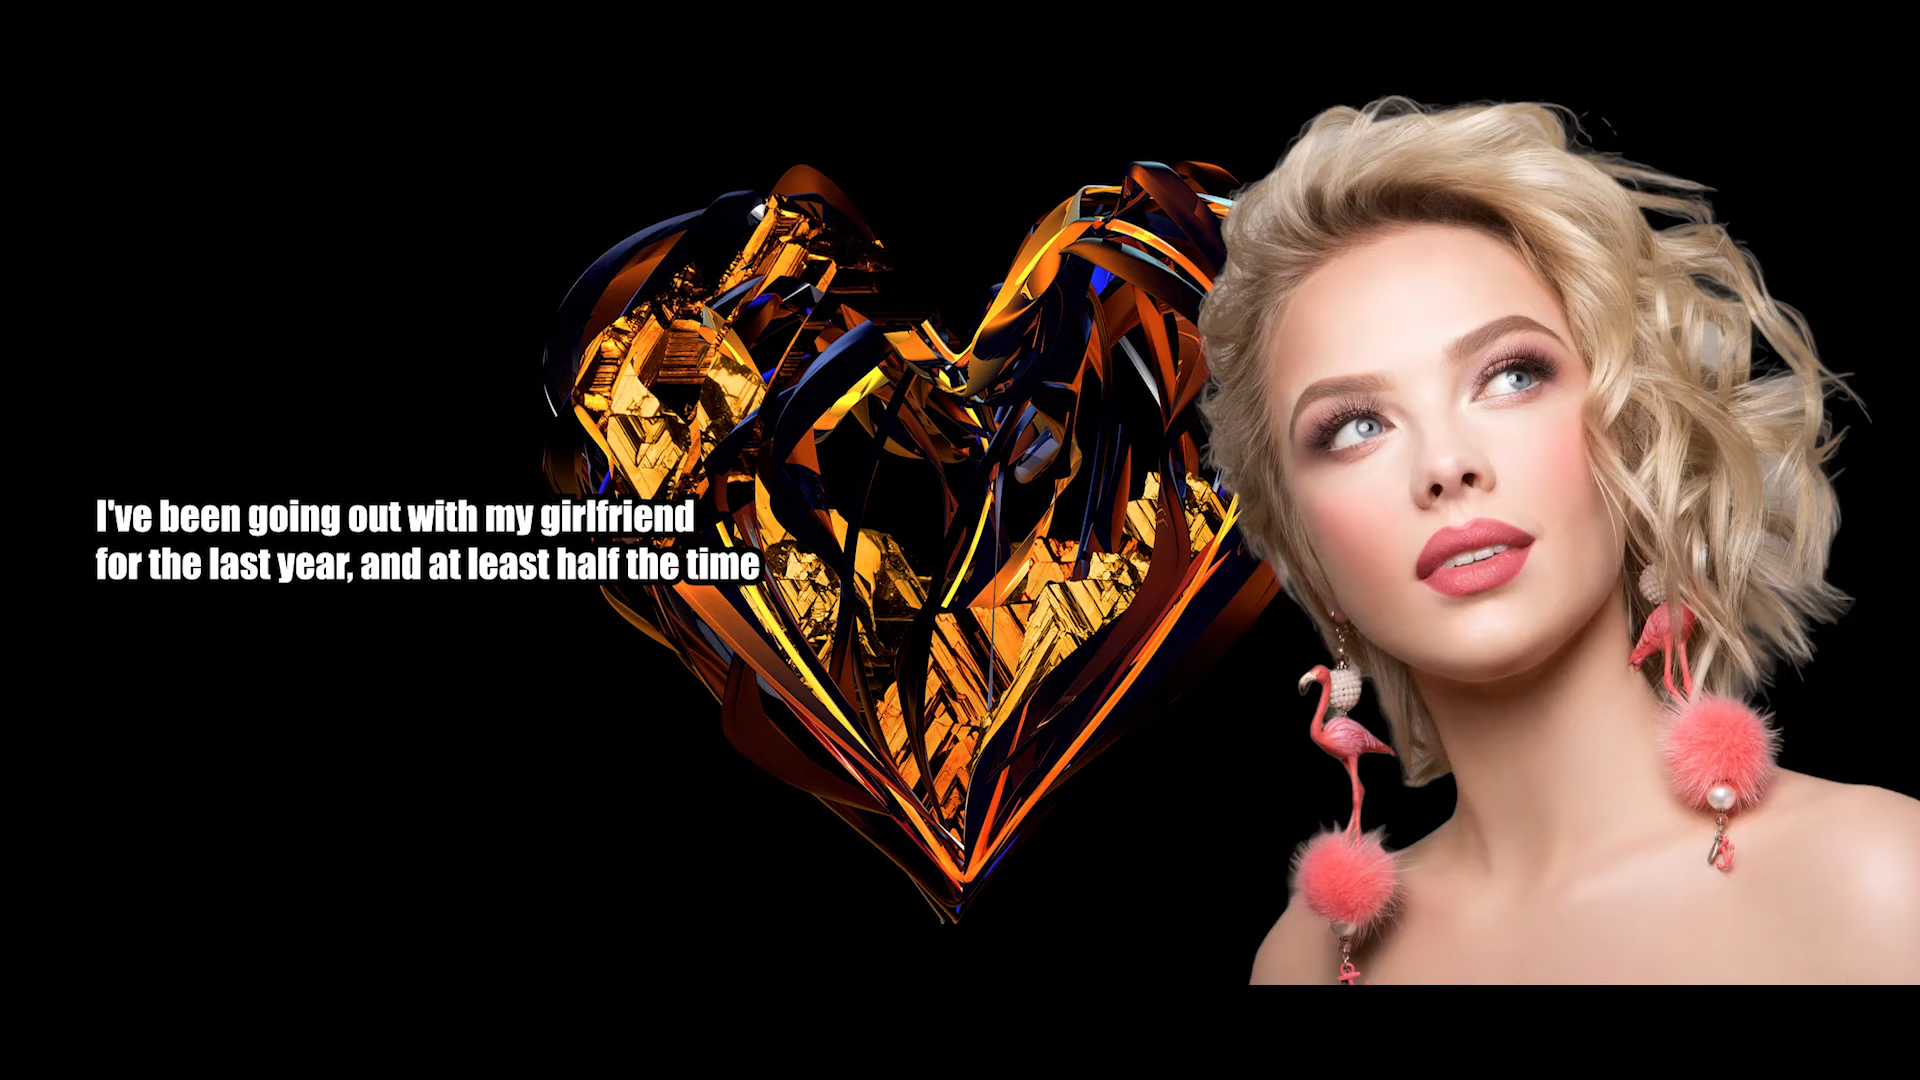 I've been going out with my girlfriend
for the last year, and at least half the time